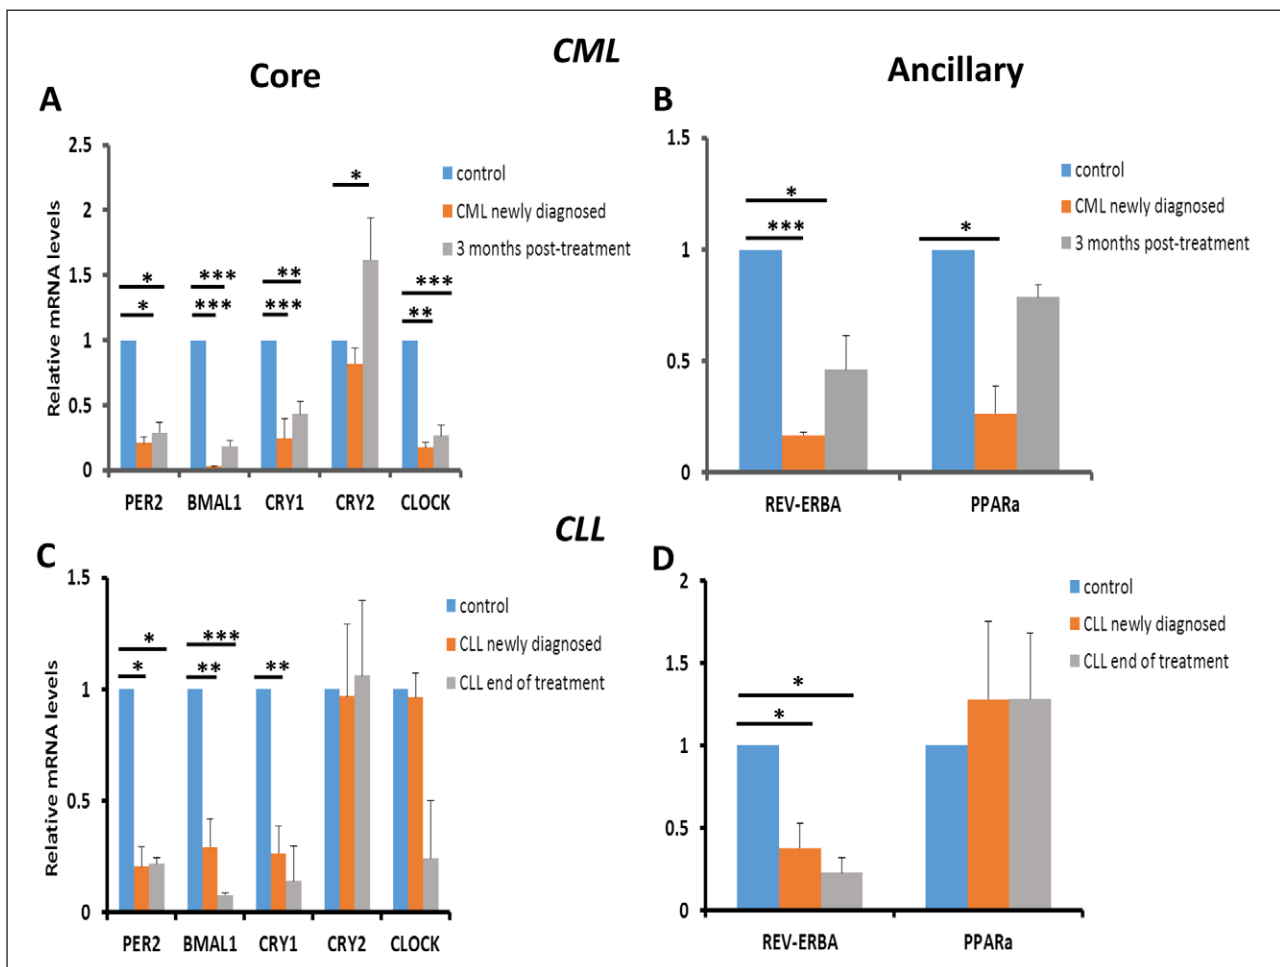 CML
Core
Ancillary
A
2.5
2
1.5
1
0.5
0
Relative mRNA levels
control
CML newly diagnosed
3 months post-treatment
*
*
***
***
**
***
*
***
**
PER2 BMAL1 CRY1 CRY2 CLOCK
B
1.5
1
0.5
0
control
CML newly diagnosed
3 months post-treatment
*
***
*
REV-ERBA PPARa
CLL
C
1.5
1
0.5
0
Relative mRNA levels
control
CLL newly diagnosed
CLL end of treatment
*
*
***
**
**
PER2 BMAL1 CRY1 CRY2 CLOCK
D
2
1.5
1
0.5
0
control
CLL newly diagnosed
CLL end of treatment
*
*
REV-ERBA PPARa